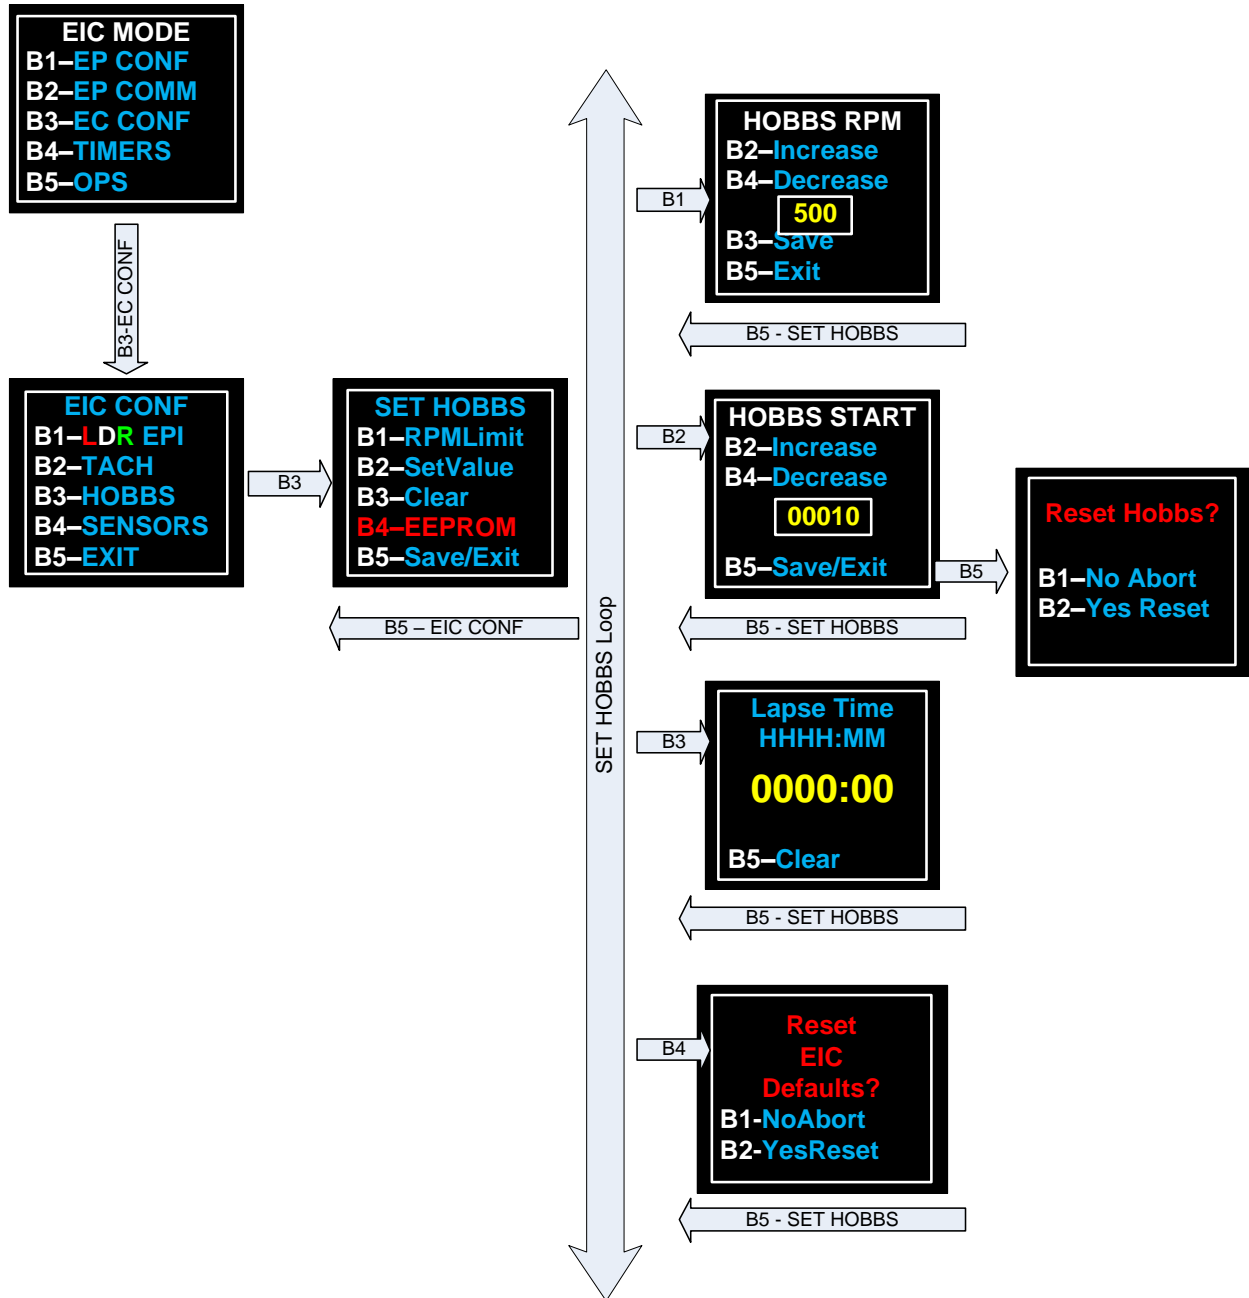 EIC MODE
B1–EP CONF
B2–EP COMM
B3–EC CONF
B4–TIMERS
B5–OPS
B3-EC CONF
EIC CONF
B1–LDR EPI
B2–TACH
B3–HOBBS
B4–SENSORS
B5–EXIT
B3
SET HOBBS
B1–RPMLimit
B2–SetValue
B3–Clear
B4–EEPROM
B5–Save/Exit
B5 – EIC CONF
SET HOBBS Loop
B1
HOBBS RPM
B2–Increase
B4–Decrease
500
B3–Save
B5–Exit
B5 - SET HOBBS
B2
HOBBS START
B2–Increase
B4–Decrease
00010
B5–Save/Exit
B5
B5 - SET HOBBS
Reset Hobbs?
B1–No Abort
B2–Yes Reset
B3
Lapse Time
HHHH:MM
0000:00
B5–Clear
B5 - SET HOBBS
B4
Reset
EIC
Defaults?
B1-NoAbort
B2-YesReset
B5 - SET HOBBS